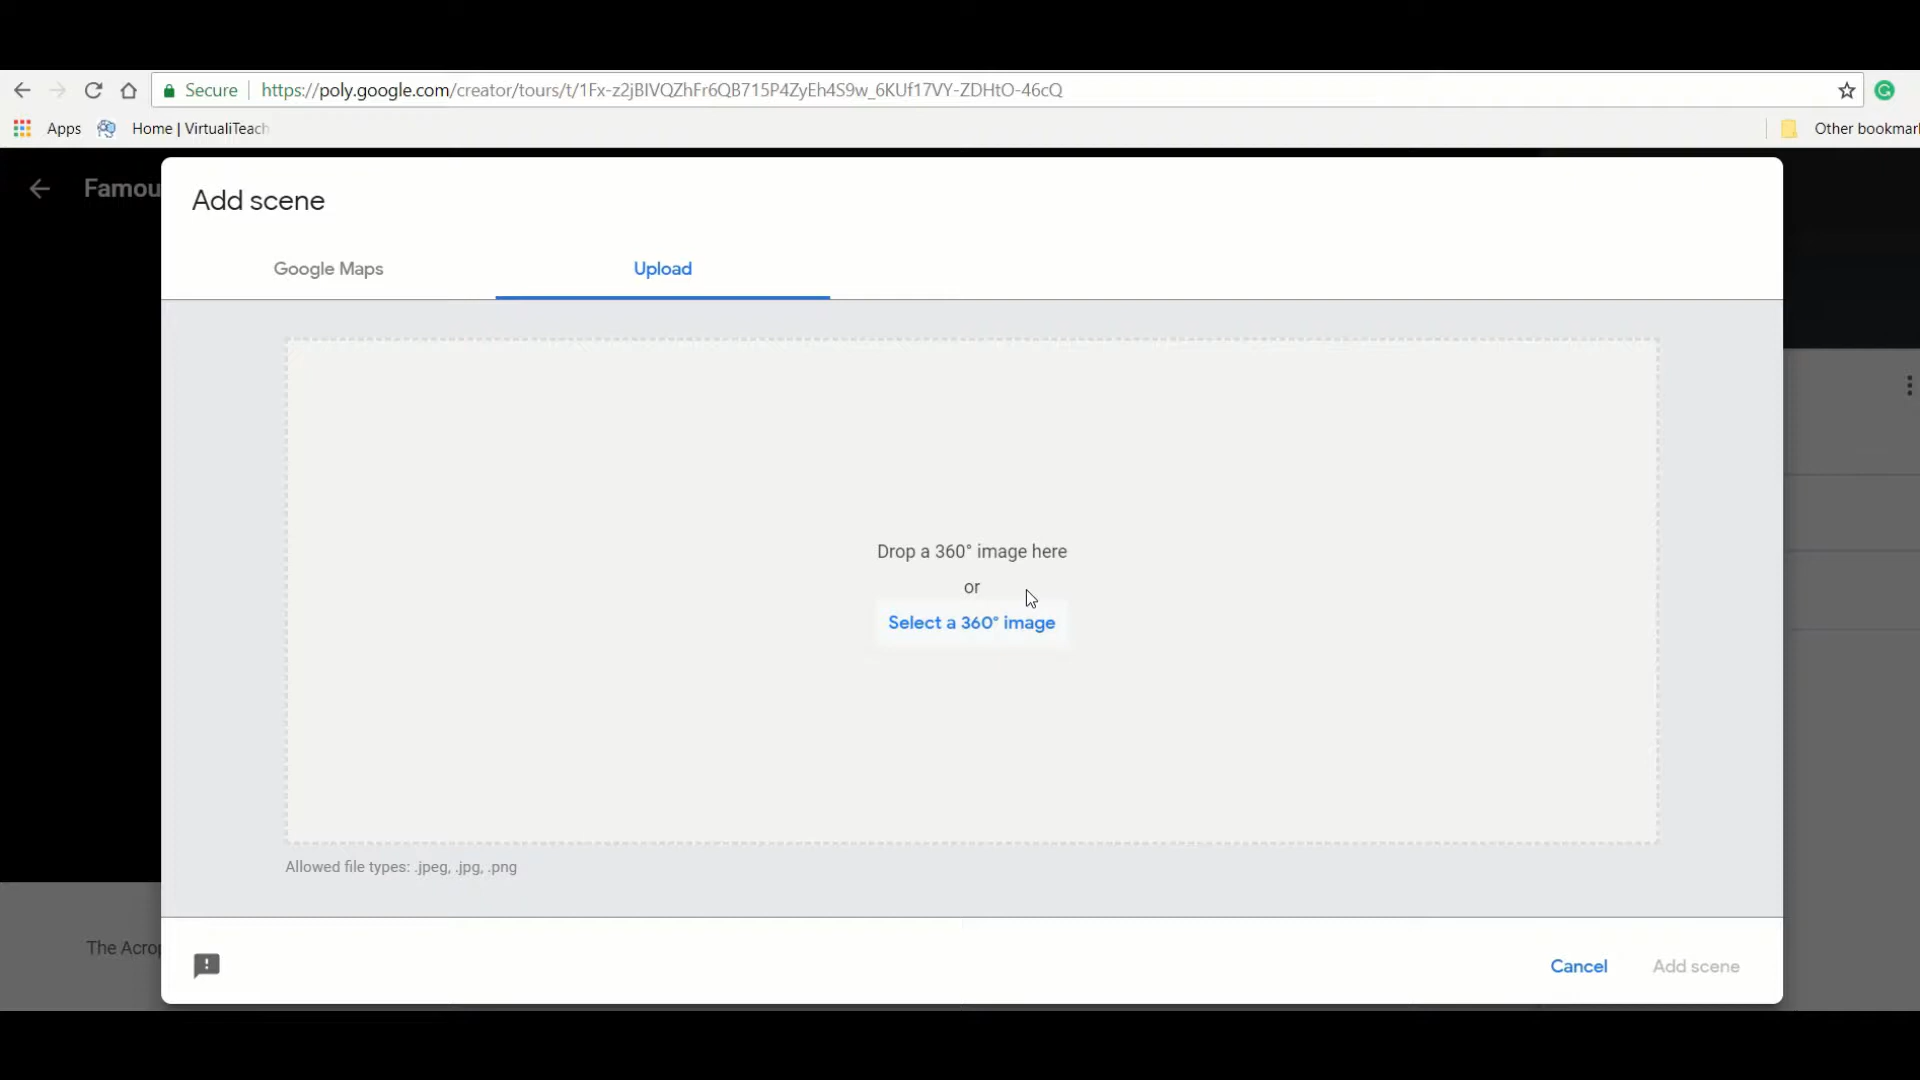 Secure https://poly.google.com/creator/tours/t/1Fx-z2jBIVQZhFr6QB715P4ZyEh4S9w_6KUf17VY-ZDHtO-46cQ
Apps Home | VirtualiTeach Other bookmar
Famou
Add scene
Google Maps Upload
Drop a 360° image here
or
Select a 360° image
Allowed file types: .jpeg, .jpg, .png
The Acrop
Cancel Add scene